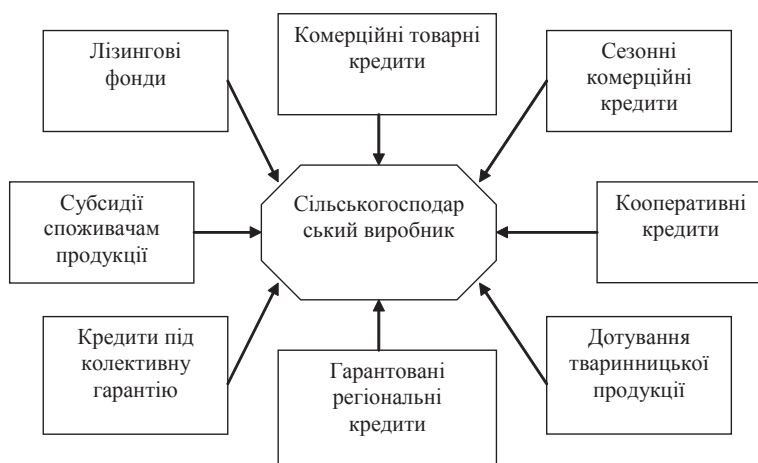 Лізингові
фонди
Комерційні товарні
кредити
Сезонні
комерційні
кредити
Субсидії
споживачам
продукції
Сільськогосподар
ський виробник
Кооперативні
кредити
Кредити під
колективну
гарантію
Гарантовані
регіональні
кредити
Дотування
тваринницької
продукції